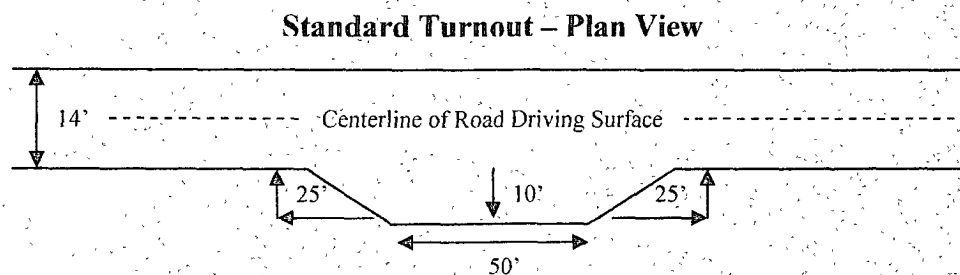 Standard Turnout – Plan View
14'
Centerline of Road Driving Surface
25'
10'
25'
50'